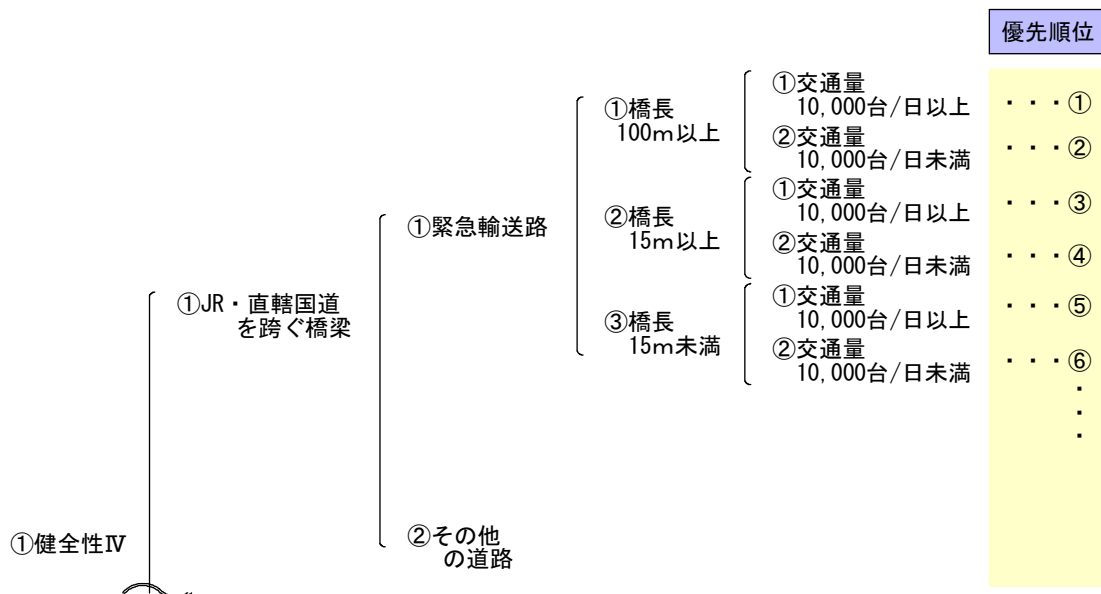 優先順位
①交通量
10,000台/日以上
・・・①
①橋長
100m以上
②交通量
10,000台/日未満
・・・②
①交通量
10,000台/日以上
・・・③
①緊急輸送路
②橋長
15m以上
②交通量
10,000台/日未満
・・・④
①JR・直轄国道
を跨ぐ橋梁
①交通量
10,000台/日以上
・・・⑤
③橋長
15m未満
②交通量
10,000台/日未満
・・・⑥
・
・
・
①健全性Ⅳ
②その他
の道路